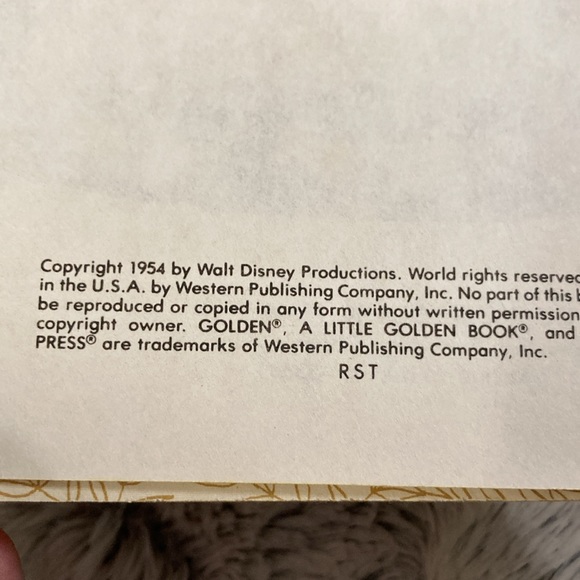 Copyright 1954 by Walt Disney Productions. World rights reserved
in the U.S.A. by Western Publishing Company, Inc. No part of this
be reproduced or copied in any form without written permission
copyright owner. GOLDEN®, A LITTLE GOLDEN BOOK®, and
PRESS® are trademarks of Western Publishing Company, Inc.
R S T